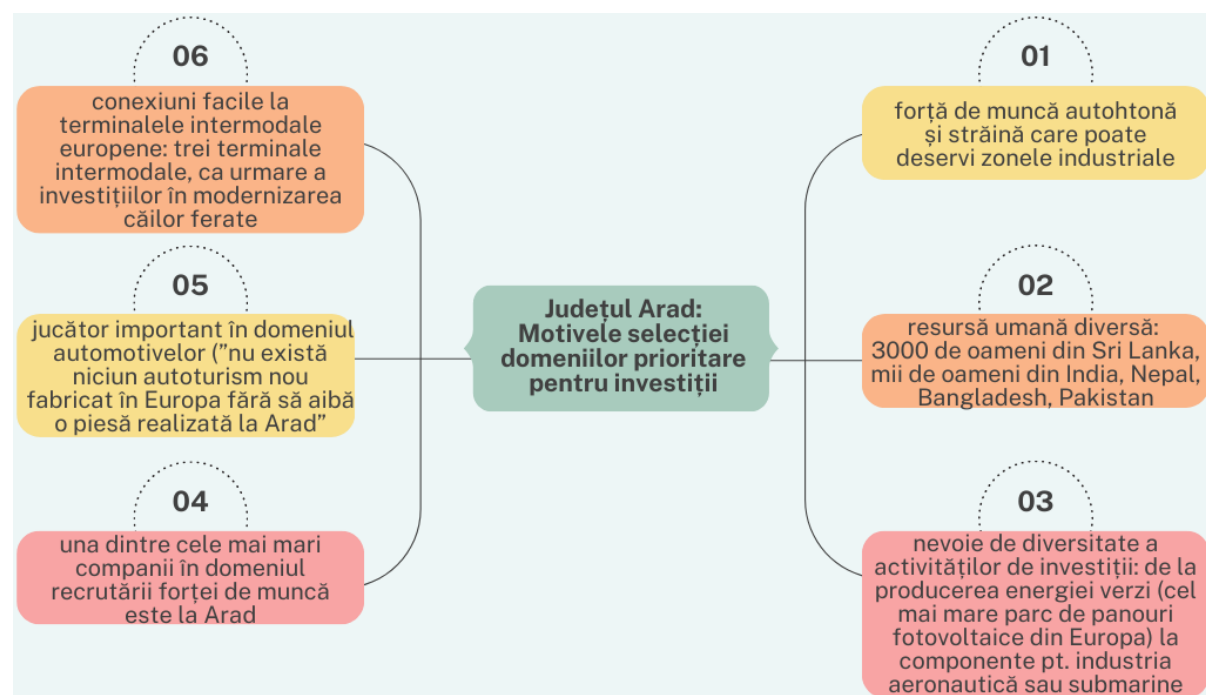 Județul Arad:
Motivele selecției
domeniilor prioritare
pentru investiții
01
forță de muncă autohtonă
și străină care poate
deservi zonele industriale
02
resursă umană diversă:
3000 de oameni din Sri Lanka,
mii de oameni din India, Nepal,
Bangladesh, Pakistan
03
nevoie de diversitate a
activităților de investiții: de la
producerea energiei verzi (cel
mai mare parc de panouri
fotovoltaice din Europa) la
componente pt. industria
aeronautică sau submarine
04
una dintre cele mai mari
companii în domeniul
recrutării forței de muncă
este la Arad
05
jucător important în domeniul
automotivelor (”nu există
niciun autoturism nou
fabricat în Europa fără să aibă
o piesă realizată la Arad”
06
conexiuni facile la
terminalele intermodale
europene: trei terminale
intermodale, ca urmare a
investițiilor în modernizarea
căilor ferate